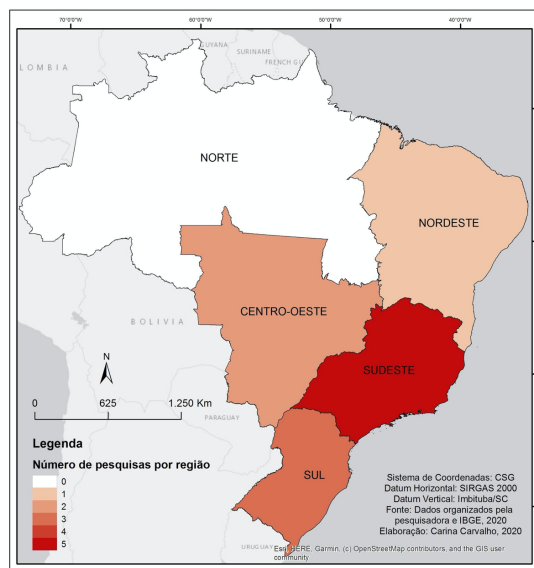 70°0'0"W
60°0'0"W
50°0'0"W
40°0'0"W
GUYANA
SURINAME
FRENCH GU
LOMBIA
NORTE
NORDESTE
CENTRO-OESTE
BOLIVIA
SUDESTE
N
0 625 1.250 Km
PARAGUAY
Legenda
Número de pesquisas por região
0
1
2
3
4
5
SUL
URUGUAY
Sistema de Coordenadas: CSG
Datum Horizontal: SIRGAS 2000
Datum Vertical: Imbituba/SC
Fonte: Dados organizados pela
pesquisadora e IBGE, 2020
Elaboração: Carina Carvalho, 2020
Esri, HERE, Garmin, (c) OpenStreetMap contributors, and the GIS user
community